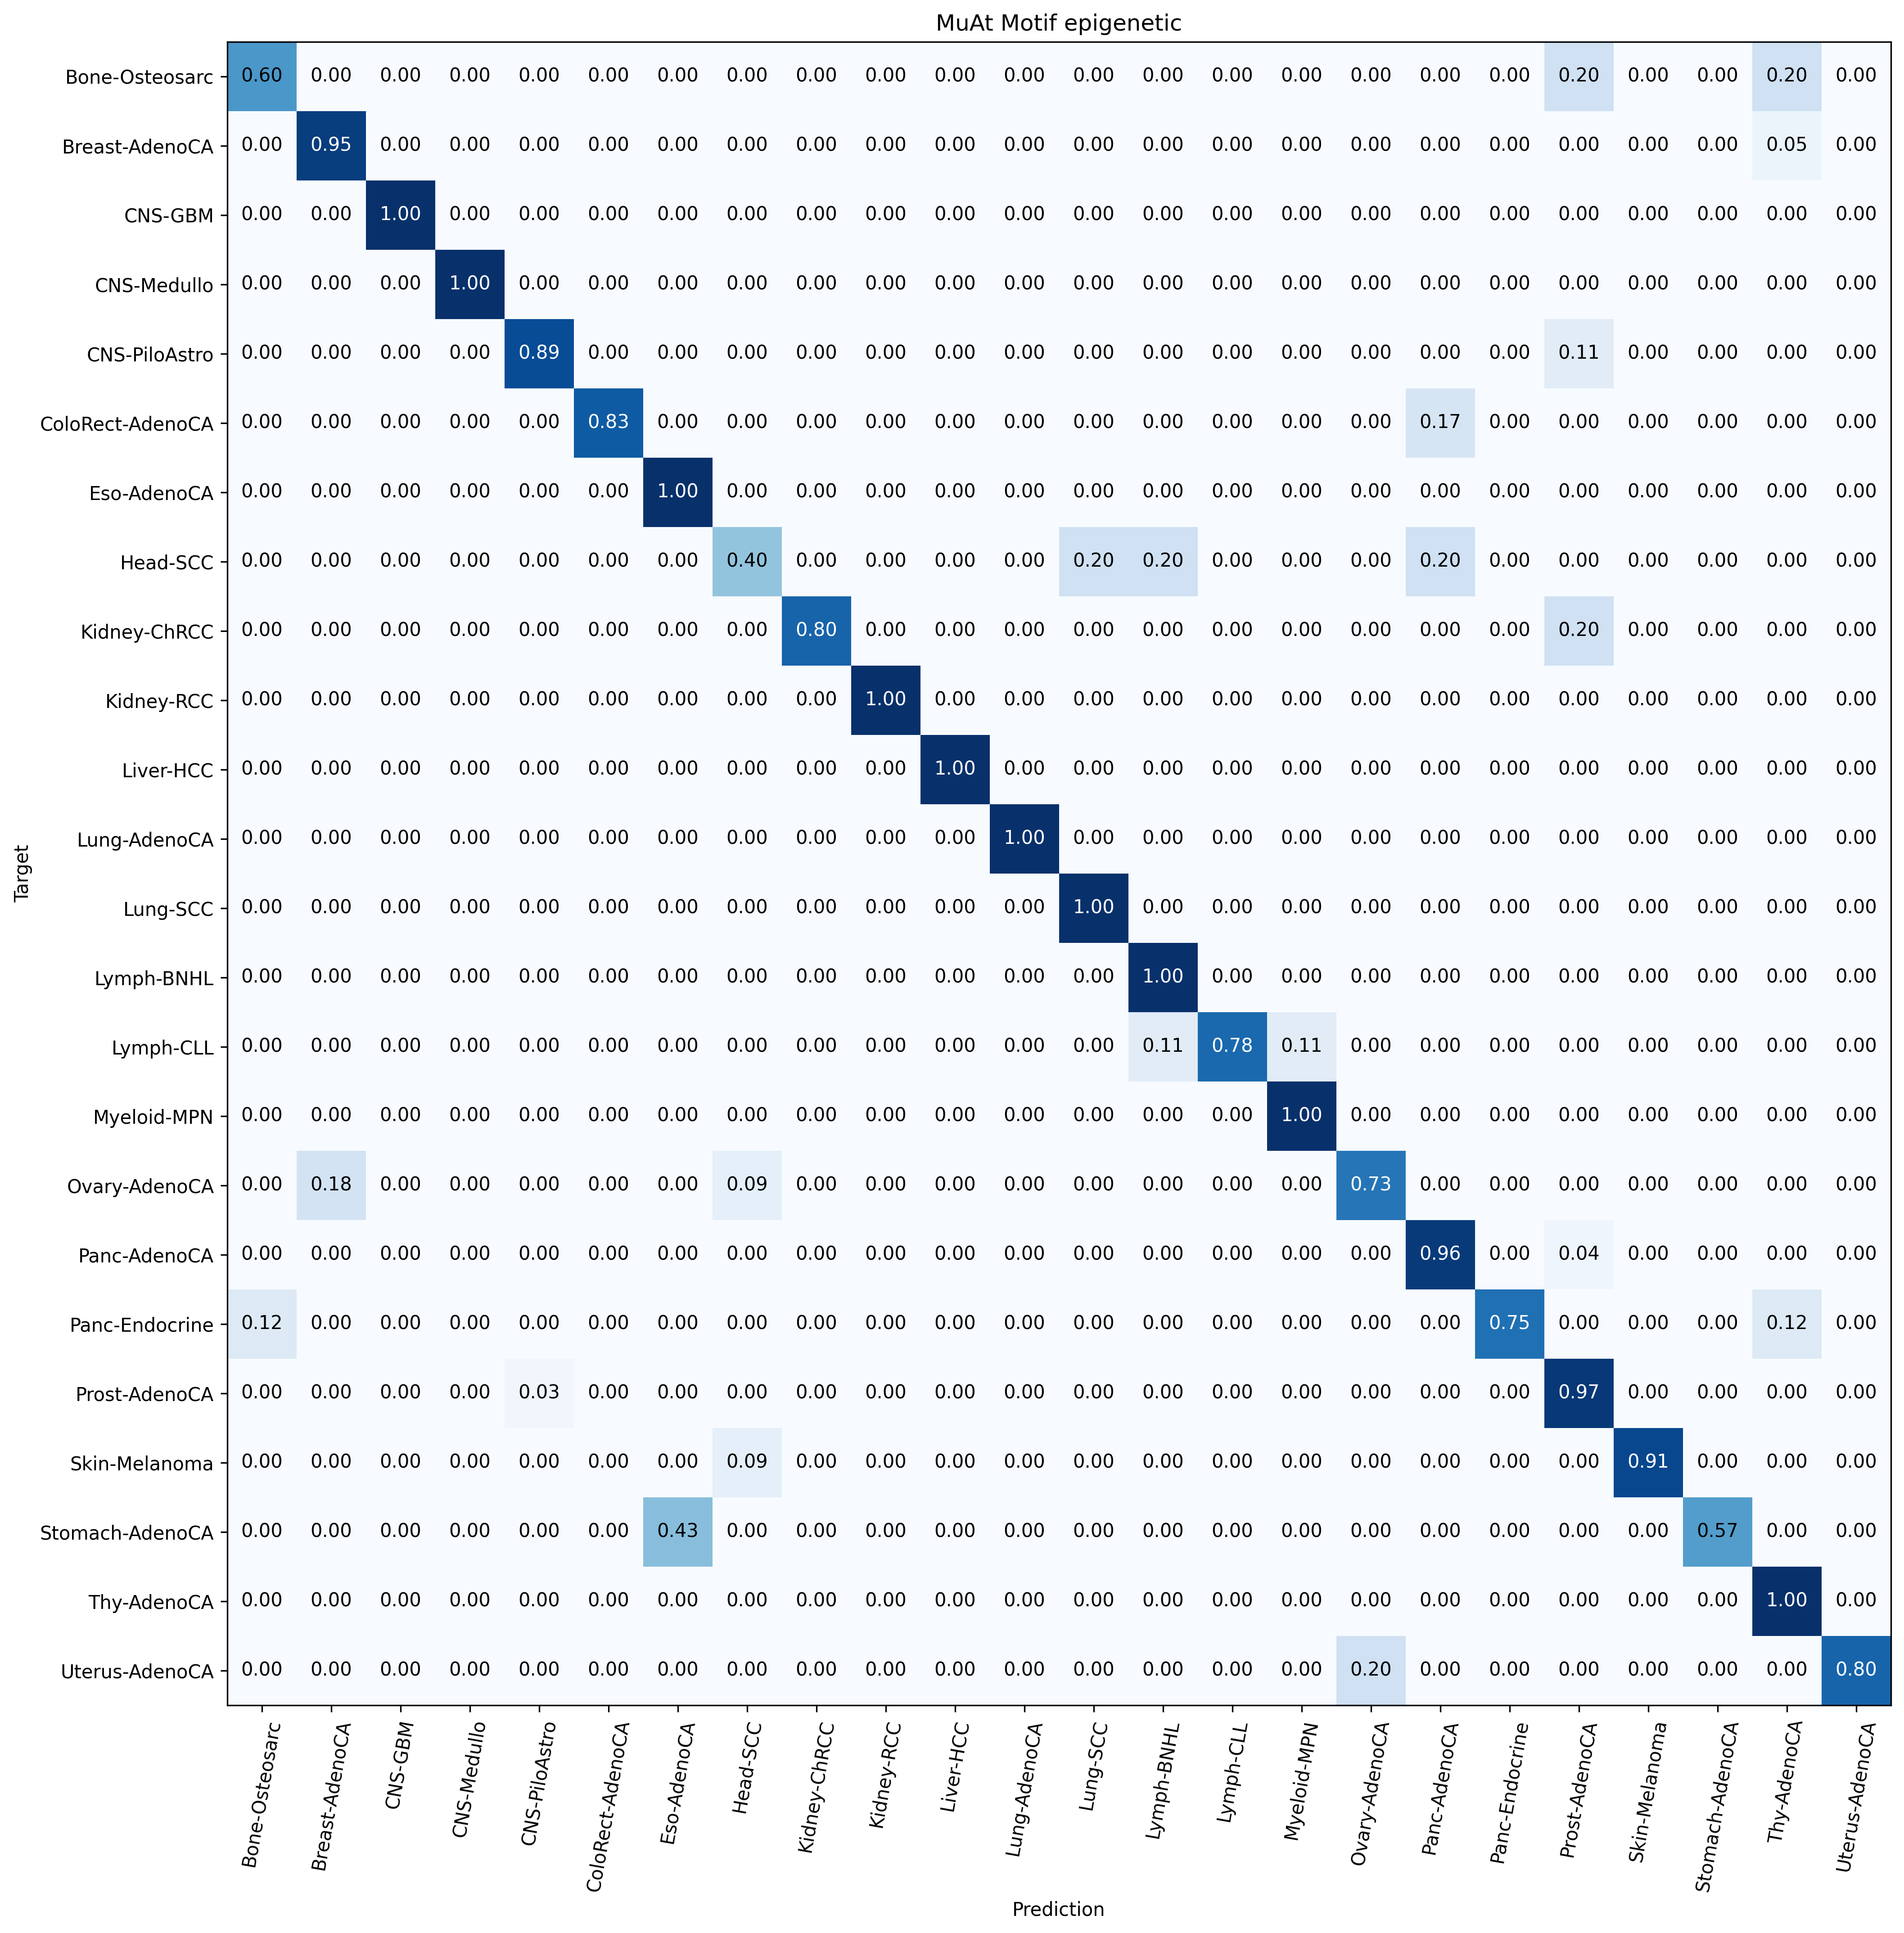 MuAt Motif epigenetic
Bone-Osteosarc 0.60 0.00 0.00 0.00 0.00 0.00 0.00 0.00 0.00 0.00 0.00 0.00 0.00 0.00 0.00 0.00 0.00 0.00 0.00 0.20 0.00 0.00 0.20 0.00
Breast-AdenoCA 0.00 0.95 0.00 0.00 0.00 0.00 0.00 0.00 0.00 0.00 0.00 0.00 0.00 0.00 0.00 0.00 0.00 0.00 0.00 0.00 0.00 0.00 0.05 0.00
CNS-GBM 0.00 0.00 1.00 0.00 0.00 0.00 0.00 0.00 0.00 0.00 0.00 0.00 0.00 0.00 0.00 0.00 0.00 0.00 0.00 0.00 0.00 0.00 0.00 0.00
CNS-Medullo 0.00 0.00 0.00 1.00 0.00 0.00 0.00 0.00 0.00 0.00 0.00 0.00 0.00 0.00 0.00 0.00 0.00 0.00 0.00 0.00 0.00 0.00 0.00 0.00
CNS-PiloAstro 0.00 0.00 0.00 0.00 0.89 0.00 0.00 0.00 0.00 0.00 0.00 0.00 0.00 0.00 0.00 0.00 0.00 0.00 0.00 0.11 0.00 0.00 0.00 0.00
ColoRect-AdenoCA 0.00 0.00 0.00 0.00 0.00 0.83 0.00 0.00 0.00 0.00 0.00 0.00 0.00 0.00 0.00 0.00 0.00 0.17 0.00 0.00 0.00 0.00 0.00 0.00
Eso-AdenoCA 0.00 0.00 0.00 0.00 0.00 0.00 1.00 0.00 0.00 0.00 0.00 0.00 0.00 0.00 0.00 0.00 0.00 0.00 0.00 0.00 0.00 0.00 0.00 0.00
Head-SCC 0.00 0.00 0.00 0.00 0.00 0.00 0.00 0.40 0.00 0.00 0.00 0.00 0.20 0.20 0.00 0.00 0.00 0.20 0.00 0.00 0.00 0.00 0.00 0.00
Kidney-ChRCC 0.00 0.00 0.00 0.00 0.00 0.00 0.00 0.00 0.80 0.00 0.00 0.00 0.00 0.00 0.00 0.00 0.00 0.00 0.00 0.20 0.00 0.00 0.00 0.00
Kidney-RCC 0.00 0.00 0.00 0.00 0.00 0.00 0.00 0.00 0.00 1.00 0.00 0.00 0.00 0.00 0.00 0.00 0.00 0.00 0.00 0.00 0.00 0.00 0.00 0.00
Liver-HCC 0.00 0.00 0.00 0.00 0.00 0.00 0.00 0.00 0.00 0.00 1.00 0.00 0.00 0.00 0.00 0.00 0.00 0.00 0.00 0.00 0.00 0.00 0.00 0.00
Lung-AdenoCA 0.00 0.00 0.00 0.00 0.00 0.00 0.00 0.00 0.00 0.00 0.00 1.00 0.00 0.00 0.00 0.00 0.00 0.00 0.00 0.00 0.00 0.00 0.00 0.00
Lung-SCC 0.00 0.00 0.00 0.00 0.00 0.00 0.00 0.00 0.00 0.00 0.00 0.00 1.00 0.00 0.00 0.00 0.00 0.00 0.00 0.00 0.00 0.00 0.00 0.00
Lymph-BNHL 0.00 0.00 0.00 0.00 0.00 0.00 0.00 0.00 0.00 0.00 0.00 0.00 0.00 1.00 0.00 0.00 0.00 0.00 0.00 0.00 0.00 0.00 0.00 0.00
Lymph-CLL 0.00 0.00 0.00 0.00 0.00 0.00 0.00 0.00 0.00 0.00 0.00 0.00 0.00 0.11 0.78 0.11 0.00 0.00 0.00 0.00 0.00 0.00 0.00 0.00
Myeloid-MPN 0.00 0.00 0.00 0.00 0.00 0.00 0.00 0.00 0.00 0.00 0.00 0.00 0.00 0.00 0.00 1.00 0.00 0.00 0.00 0.00 0.00 0.00 0.00 0.00
Ovary-AdenoCA 0.00 0.18 0.00 0.00 0.00 0.00 0.00 0.09 0.00 0.00 0.00 0.00 0.00 0.00 0.00 0.00 0.73 0.00 0.00 0.00 0.00 0.00 0.00 0.00
Panc-AdenoCA 0.00 0.00 0.00 0.00 0.00 0.00 0.00 0.00 0.00 0.00 0.00 0.00 0.00 0.00 0.00 0.00 0.00 0.96 0.00 0.04 0.00 0.00 0.00 0.00
Panc-Endocrine 0.12 0.00 0.00 0.00 0.00 0.00 0.00 0.00 0.00 0.00 0.00 0.00 0.00 0.00 0.00 0.00 0.00 0.00 0.75 0.00 0.00 0.00 0.12 0.00
Prost-AdenoCA 0.00 0.00 0.00 0.00 0.03 0.00 0.00 0.00 0.00 0.00 0.00 0.00 0.00 0.00 0.00 0.00 0.00 0.00 0.00 0.97 0.00 0.00 0.00 0.00
Skin-Melanoma 0.00 0.00 0.00 0.00 0.00 0.00 0.00 0.09 0.00 0.00 0.00 0.00 0.00 0.00 0.00 0.00 0.00 0.00 0.00 0.00 0.91 0.00 0.00 0.00
Stomach-AdenoCA 0.00 0.00 0.00 0.00 0.00 0.00 0.43 0.00 0.00 0.00 0.00 0.00 0.00 0.00 0.00 0.00 0.00 0.00 0.00 0.00 0.00 0.57 0.00 0.00
Thy-AdenoCA 0.00 0.00 0.00 0.00 0.00 0.00 0.00 0.00 0.00 0.00 0.00 0.00 0.00 0.00 0.00 0.00 0.00 0.00 0.00 0.00 0.00 0.00 1.00 0.00
Uterus-AdenoCA 0.00 0.00 0.00 0.00 0.00 0.00 0.00 0.00 0.00 0.00 0.00 0.00 0.00 0.00 0.00 0.00 0.20 0.00 0.00 0.00 0.00 0.00 0.00 0.80
Target
Bone-Osteosarc
Breast-AdenoCA
CNS-GBM
CNS-Medullo
CNS-PiloAstro
ColoRect-AdenoCA
Eso-AdenoCA
Head-SCC
Kidney-ChRCC
Kidney-RCC
Liver-HCC
Lung-AdenoCA
Lung-SCC
Lymph-BNHL
Lymph-CLL
Myeloid-MPN
Ovary-AdenoCA
Panc-AdenoCA
Panc-Endocrine
Prost-AdenoCA
Skin-Melanoma
Stomach-AdenoCA
Thy-AdenoCA
Uterus-AdenoCA
Prediction